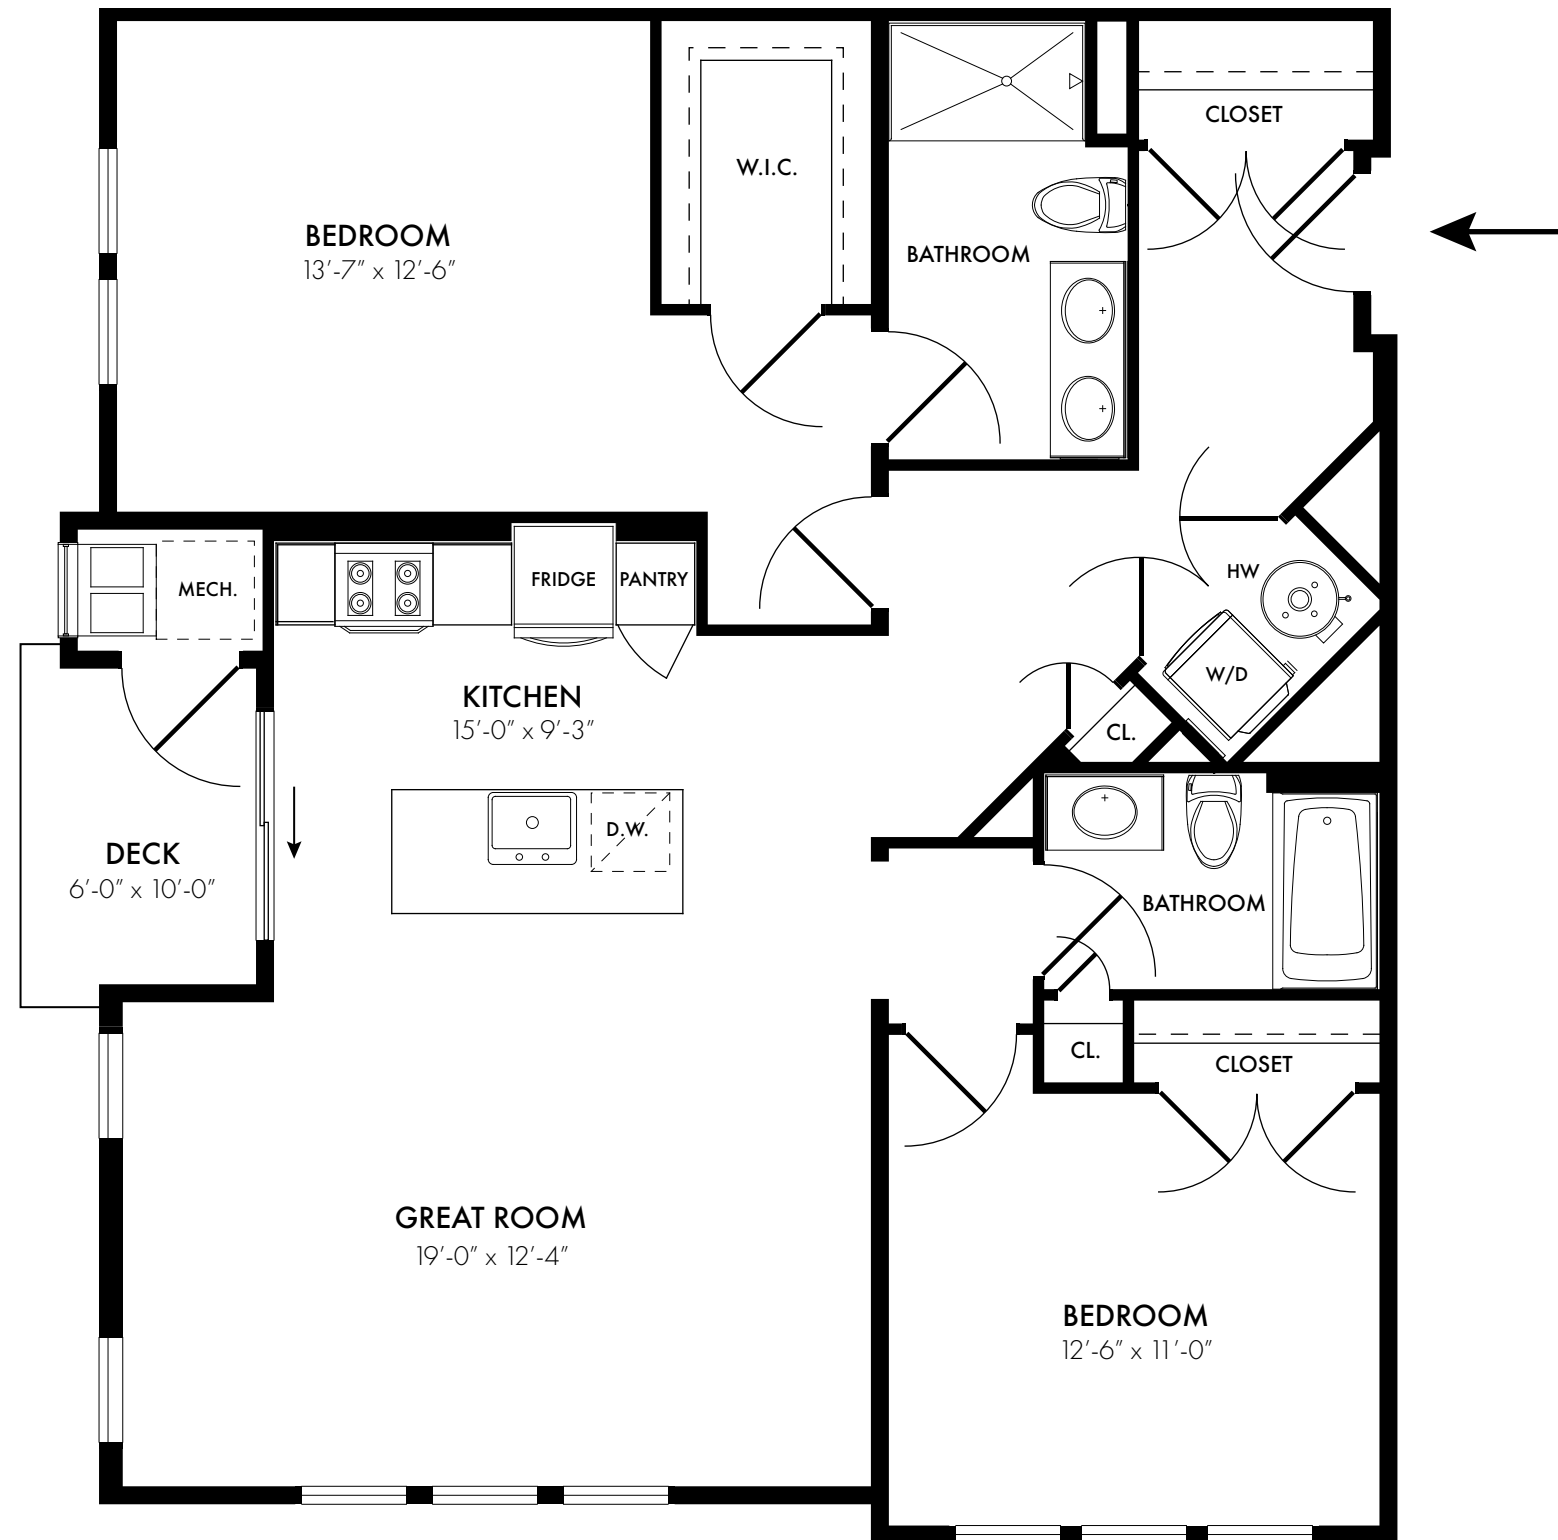 CLOSET
W.I.C.
BEDROOM
13'-7" x 12'-6"
BATHROOM
HW
MECH.
FRIDGE
PANTRY
W/D
KITCHEN
15'-0" x 9'-3"
CL.
D.W.
DECK
6'-0" x 10'-0"
BATHROOM
CL.
CLOSET
GREAT ROOM
19'-0" x 12'-4"
BEDROOM
12'-6" x 11'-0"